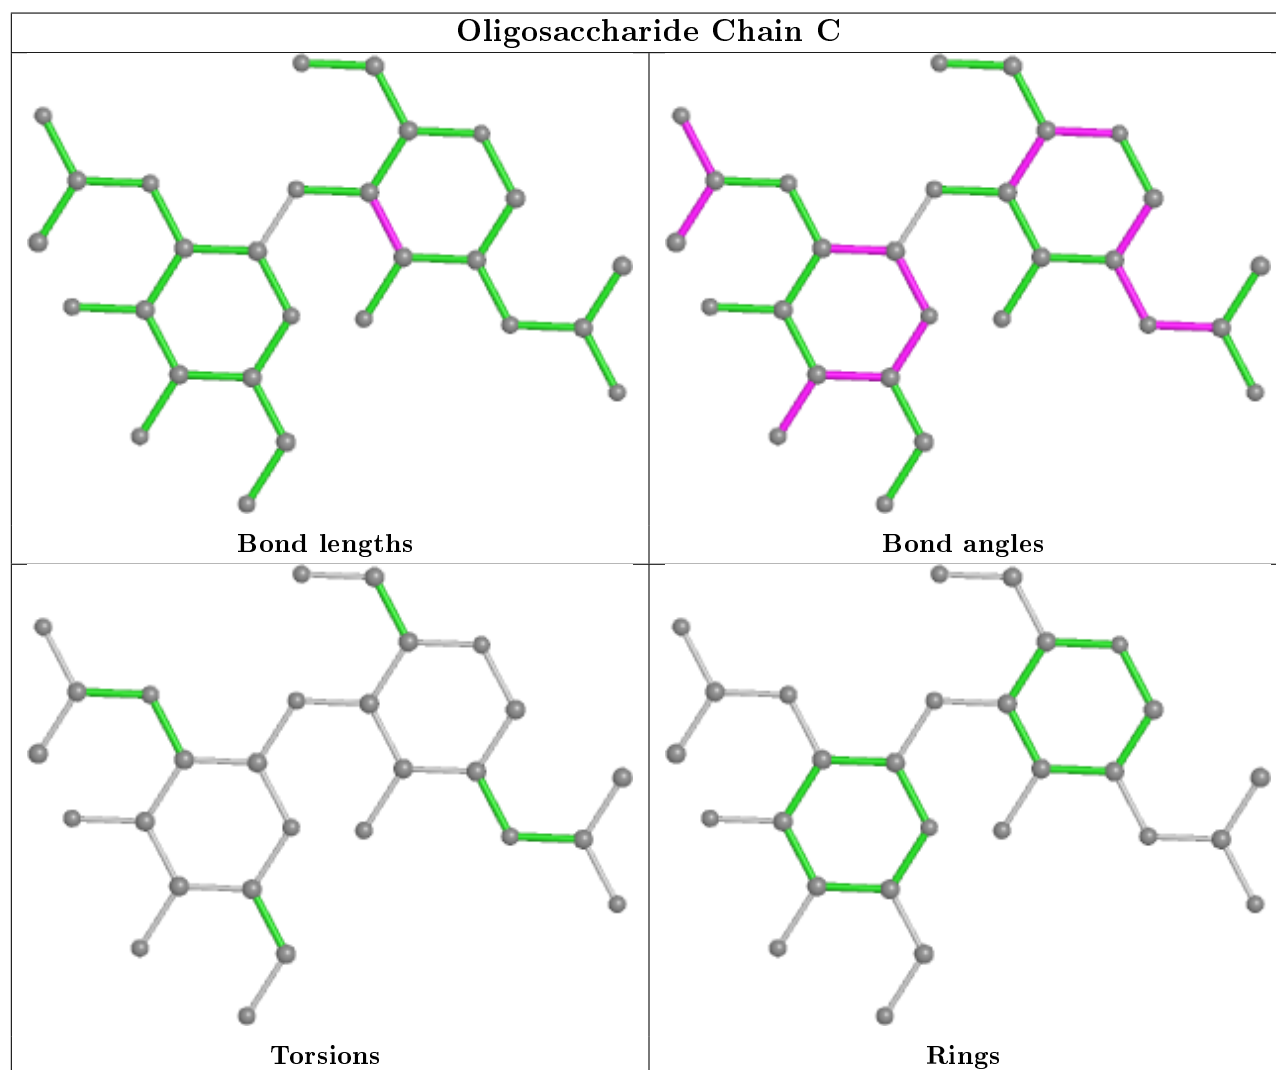 Oligosaccharide Chain C
Bond lengths
Bond angles
Torsions
Rings